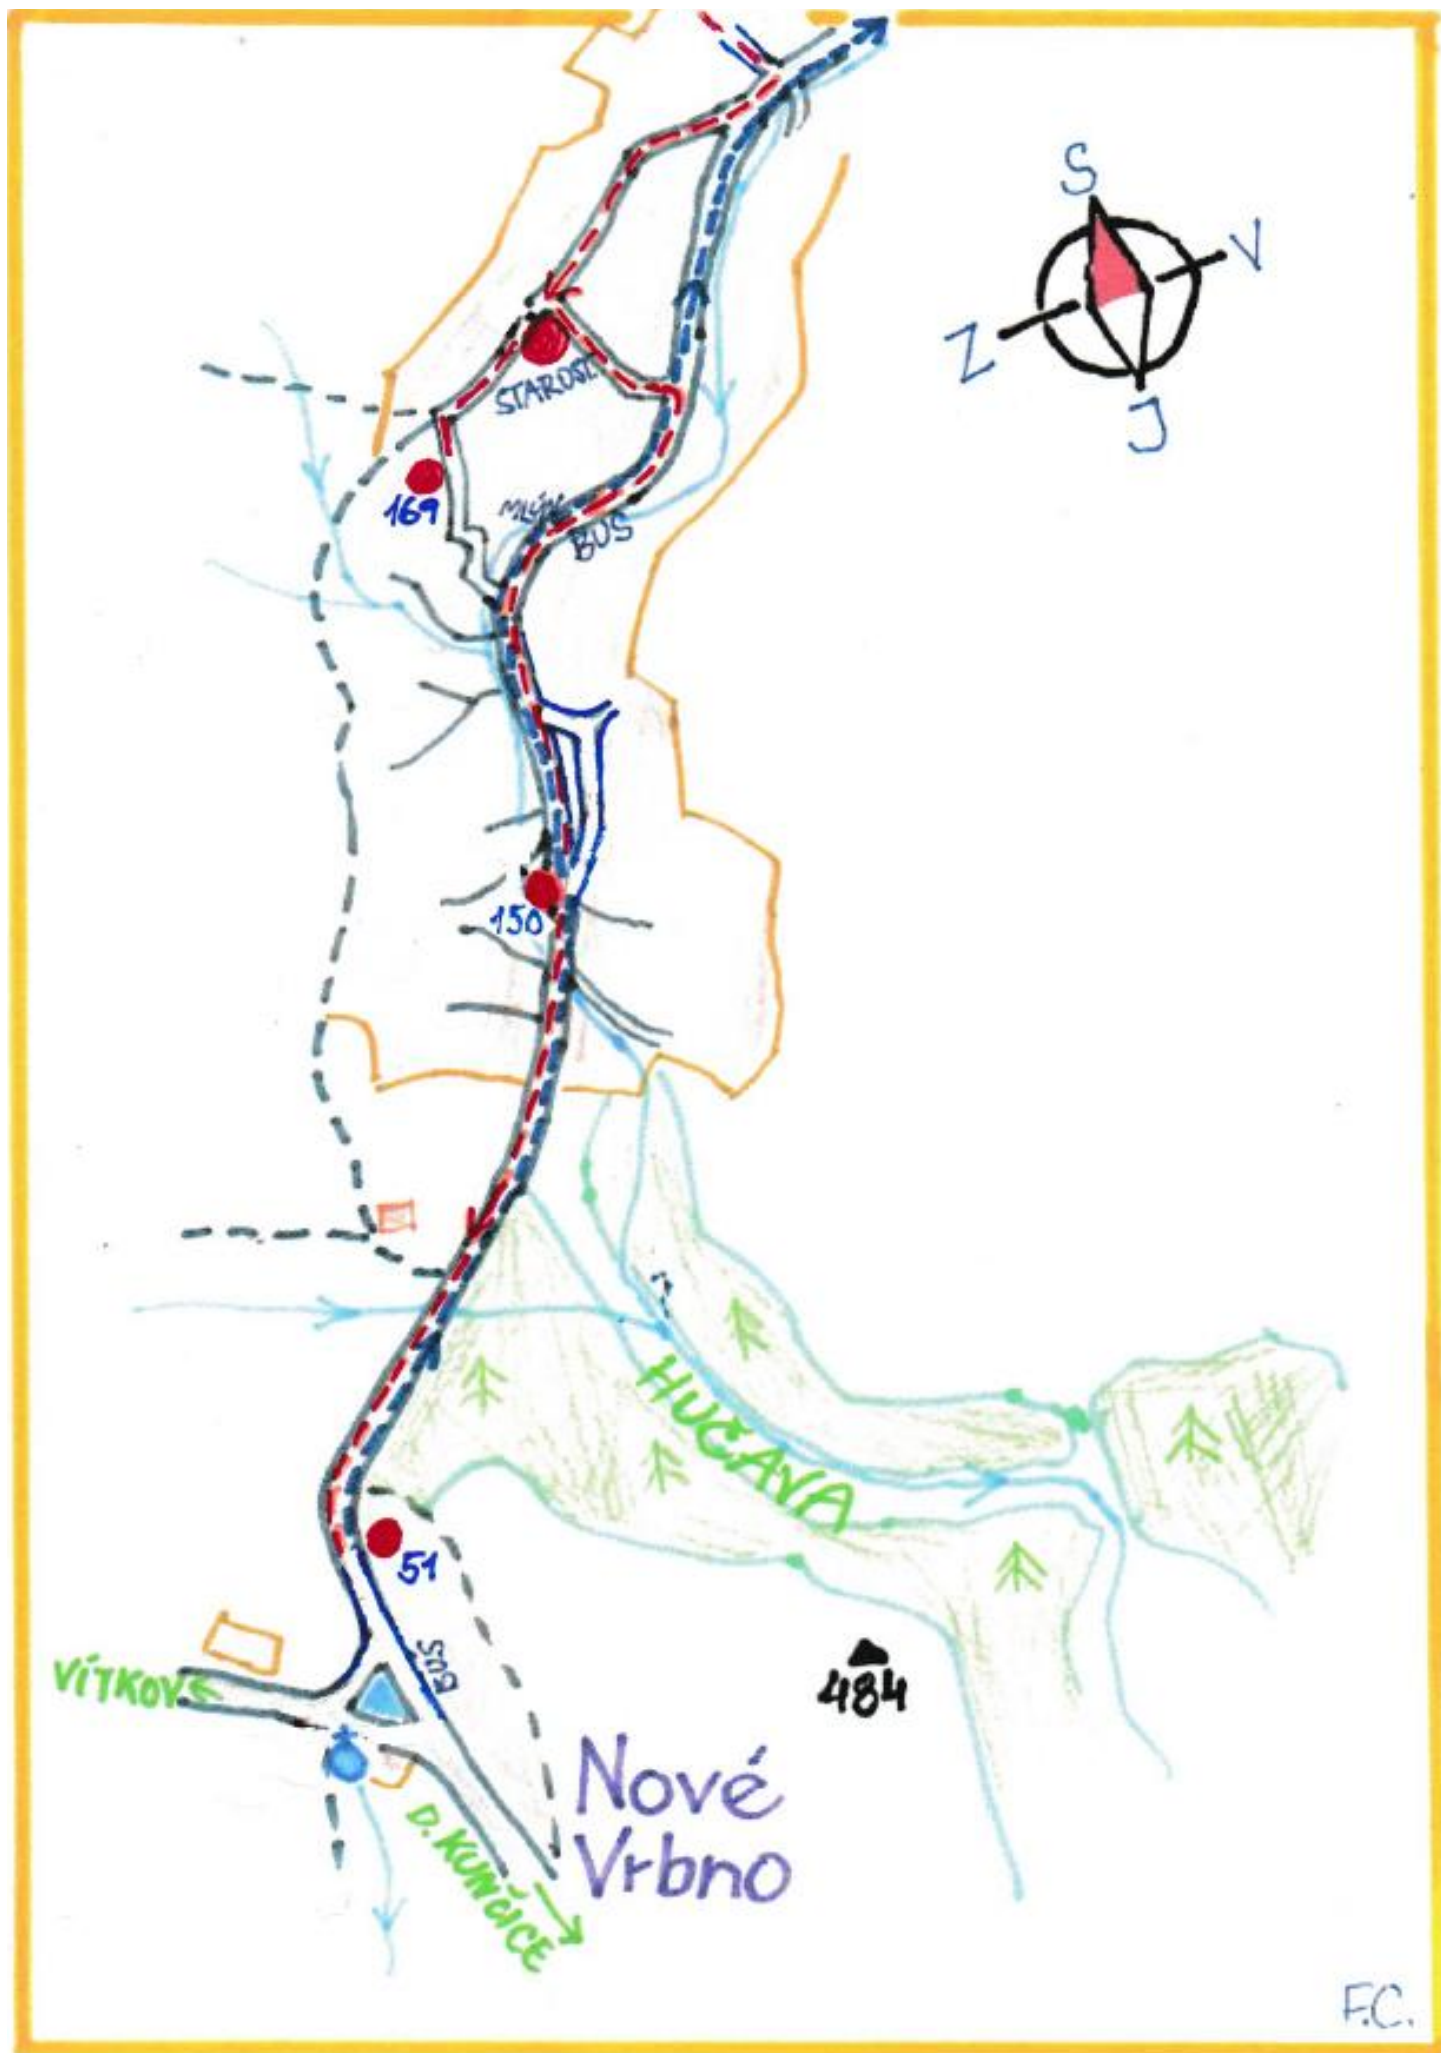 S
V
Z
J
STAROST.
169
MLÝN
BUS
150
HUČAVA
51
BUS
VÍTKOV
484
Nové
Vrbno
D. KUNČICE
F.C.